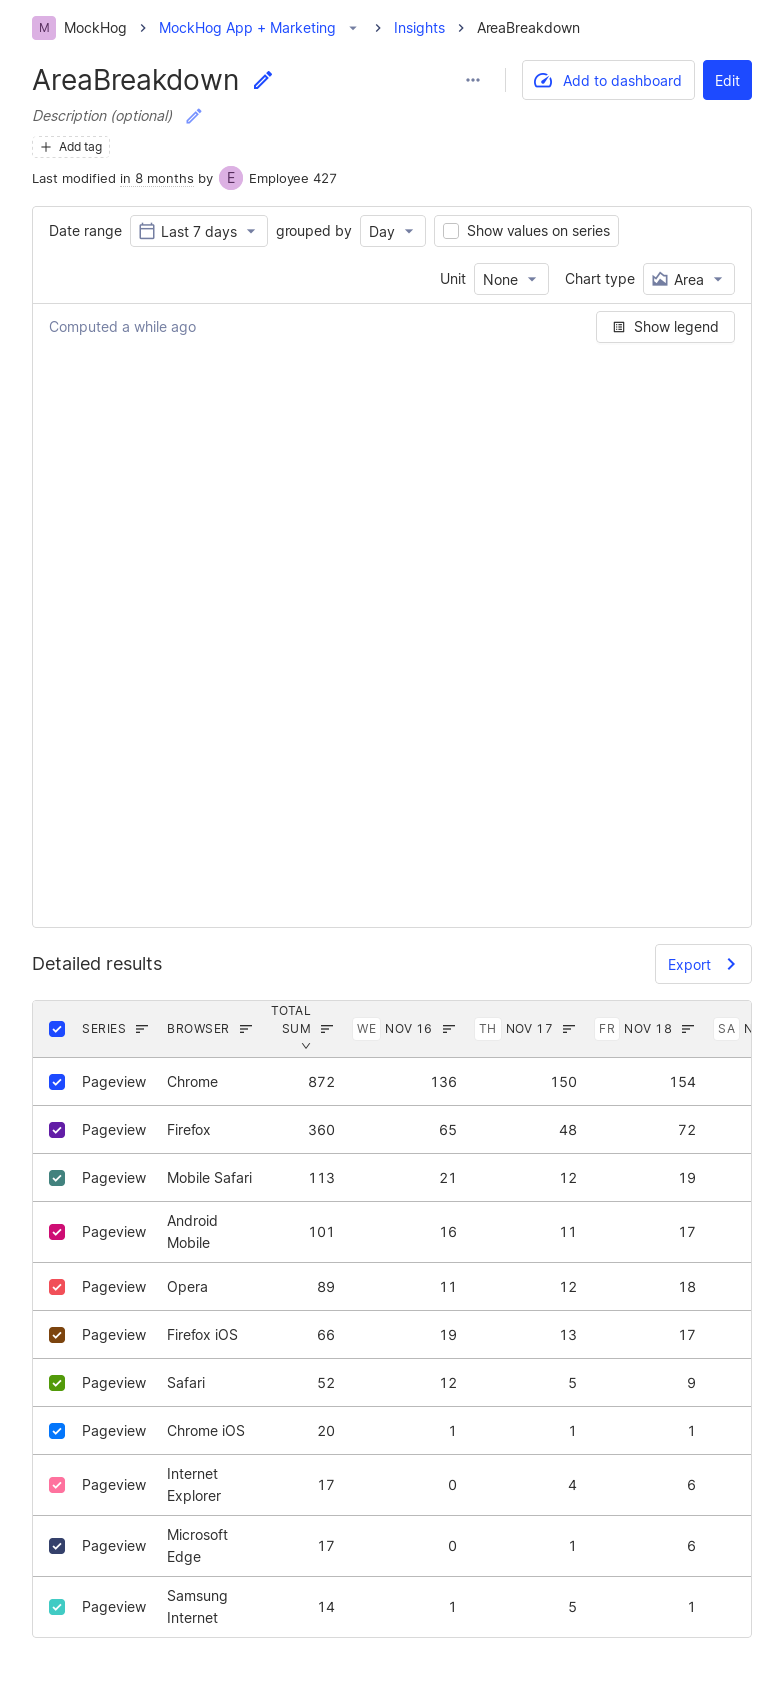 M MockHog MockHog App + Marketing Insights AreaBreakdown
AreaBreakdown
Add to dashboard
Edit
Description (optional)
Add tag
Last modified in 8 months by E Employee 427
Date range Last 7 days grouped by Day Show values on series
Unit None Chart type Area
Computed a while ago
Show legend
Detailed results
Export
SERIES BROWSER TOTAL SUM WE NOV 16 TH NOV 17 FR NOV 18 SA N
Pageview Chrome 872 136 150 154
Pageview Firefox 360 65 48 72
Pageview Mobile Safari 113 21 12 19
Pageview Android Mobile 101 16 11 17
Pageview Opera 89 11 12 18
Pageview Firefox iOS 66 19 13 17
Pageview Safari 52 12 5 9
Pageview Chrome iOS 20 1 1 1
Pageview Internet Explorer 17 0 4 6
Pageview Microsoft Edge 17 0 1 6
Pageview Samsung Internet 14 1 5 1